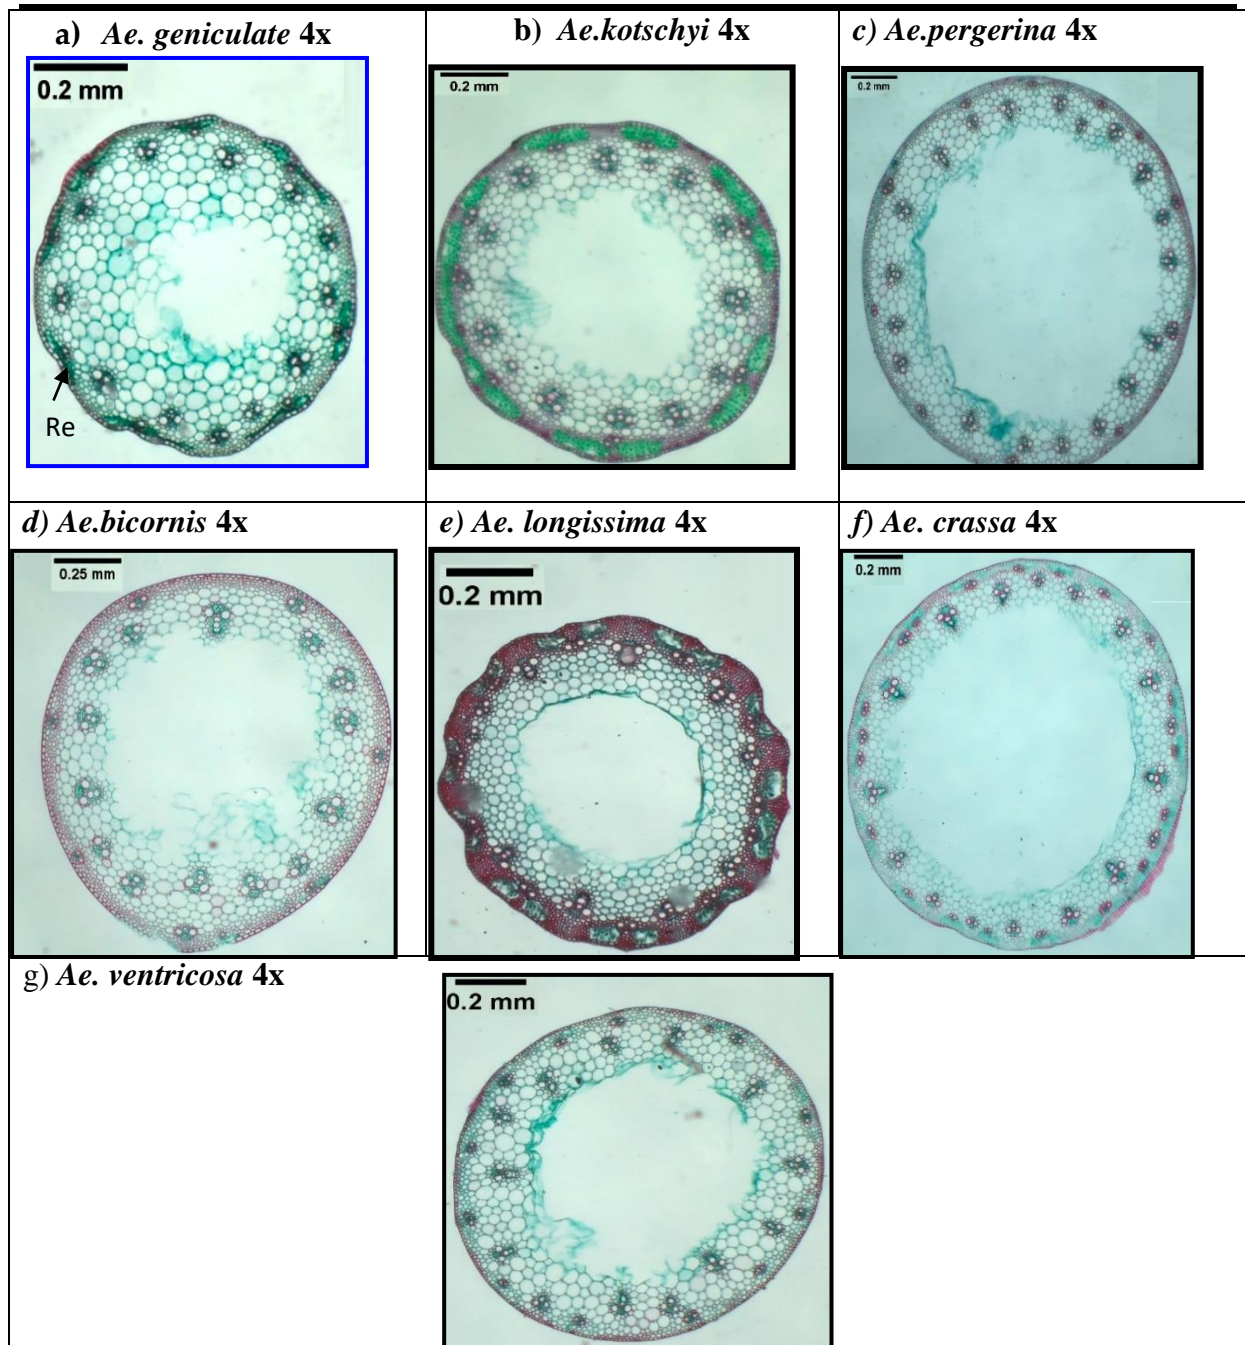 a) Ae. geniculate 4x
b) Ae.kotschyi 4x
c) Ae.pergerina 4x
0.2 mm
0.2 mm
0.2 mm
Re
d) Ae.bicornis 4x
e) Ae. longissima 4x
f) Ae. crassa 4x
0.25 mm
0.2 mm
0.2 mm
g) Ae. ventricosa 4x
0.2 mm